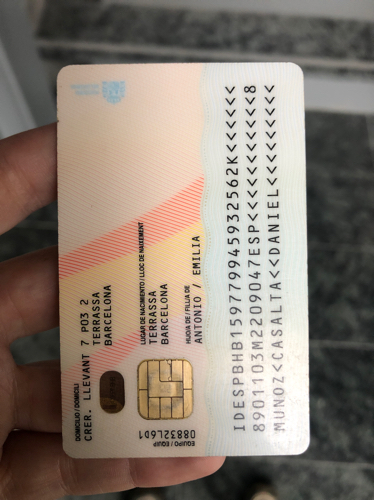 DOMICILIO / DOMICILI
CRER. LLEVANT 7 P03 2
TERRASSA
BARCELONA
LUGAR DE NACIMIENTO / LLOC DE NAIXEMENT
TERRASSA
BARCELONA
HIJO/A DE / FILL/A DE
ANTONIO / EMILIA
EQUIPO / EQUIP
08832L6D1
IDESPBHB159779945932562K<<<<<<
8901103M2209047ESP<<<<<<<<<<<8
MUNOZ<CASALTA<<DANIEL<<<<<<<<<